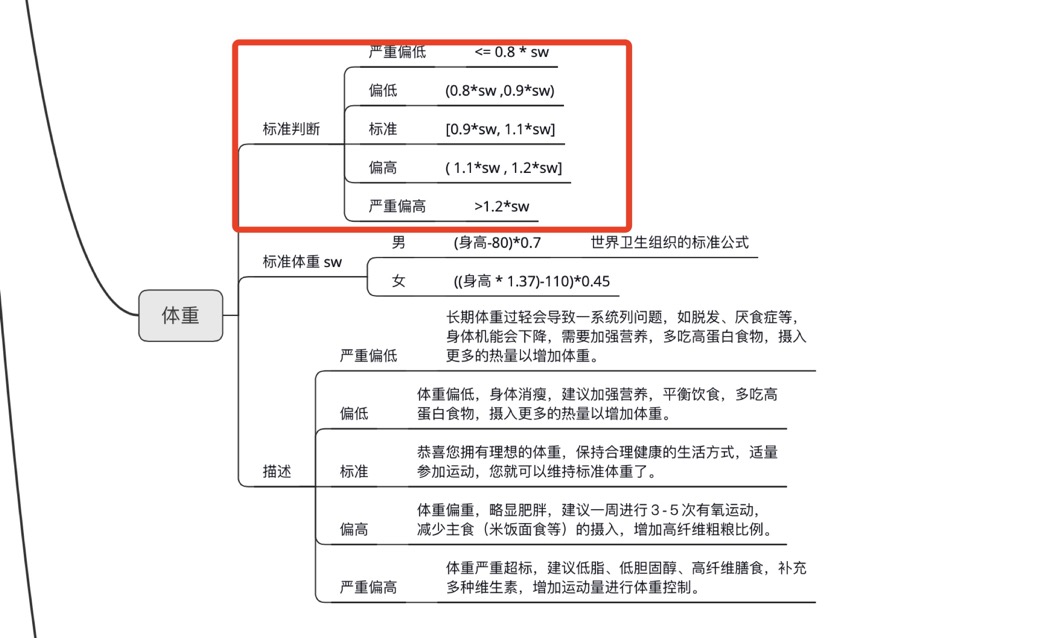 体重
标准判断
严重偏低 <= 0.8 * sw
偏低 (0.8*sw ,0.9*sw)
标准 [0.9*sw, 1.1*sw]
偏高 ( 1.1*sw , 1.2*sw]
严重偏高 >1.2*sw
标准体重 sw
男 (身高-80)*0.7 世界卫生组织的标准公式
女 ((身高 * 1.37)-110)*0.45
描述
严重偏低
长期体重过轻会导致一系统列问题，如脱发、厌食症等，
身体机能会下降，需要加强营养，多吃高蛋白食物，摄入
更多的热量以增加体重。
偏低
体重偏低，身体消瘦，建议加强营养，平衡饮食，多吃高
蛋白食物，摄入更多的热量以增加体重。
标准
恭喜您拥有理想的体重，保持合理健康的生活方式，适量
参加运动，您就可以维持标准体重了。
偏高
体重偏重，略显肥胖，建议一周进行３-５次有氧运动，
减少主食（米饭面食等）的摄入，增加高纤维粗粮比例。
严重偏高
体重严重超标，建议低脂、低胆固醇、高纤维膳食，补充
多种维生素，增加运动量进行体重控制。